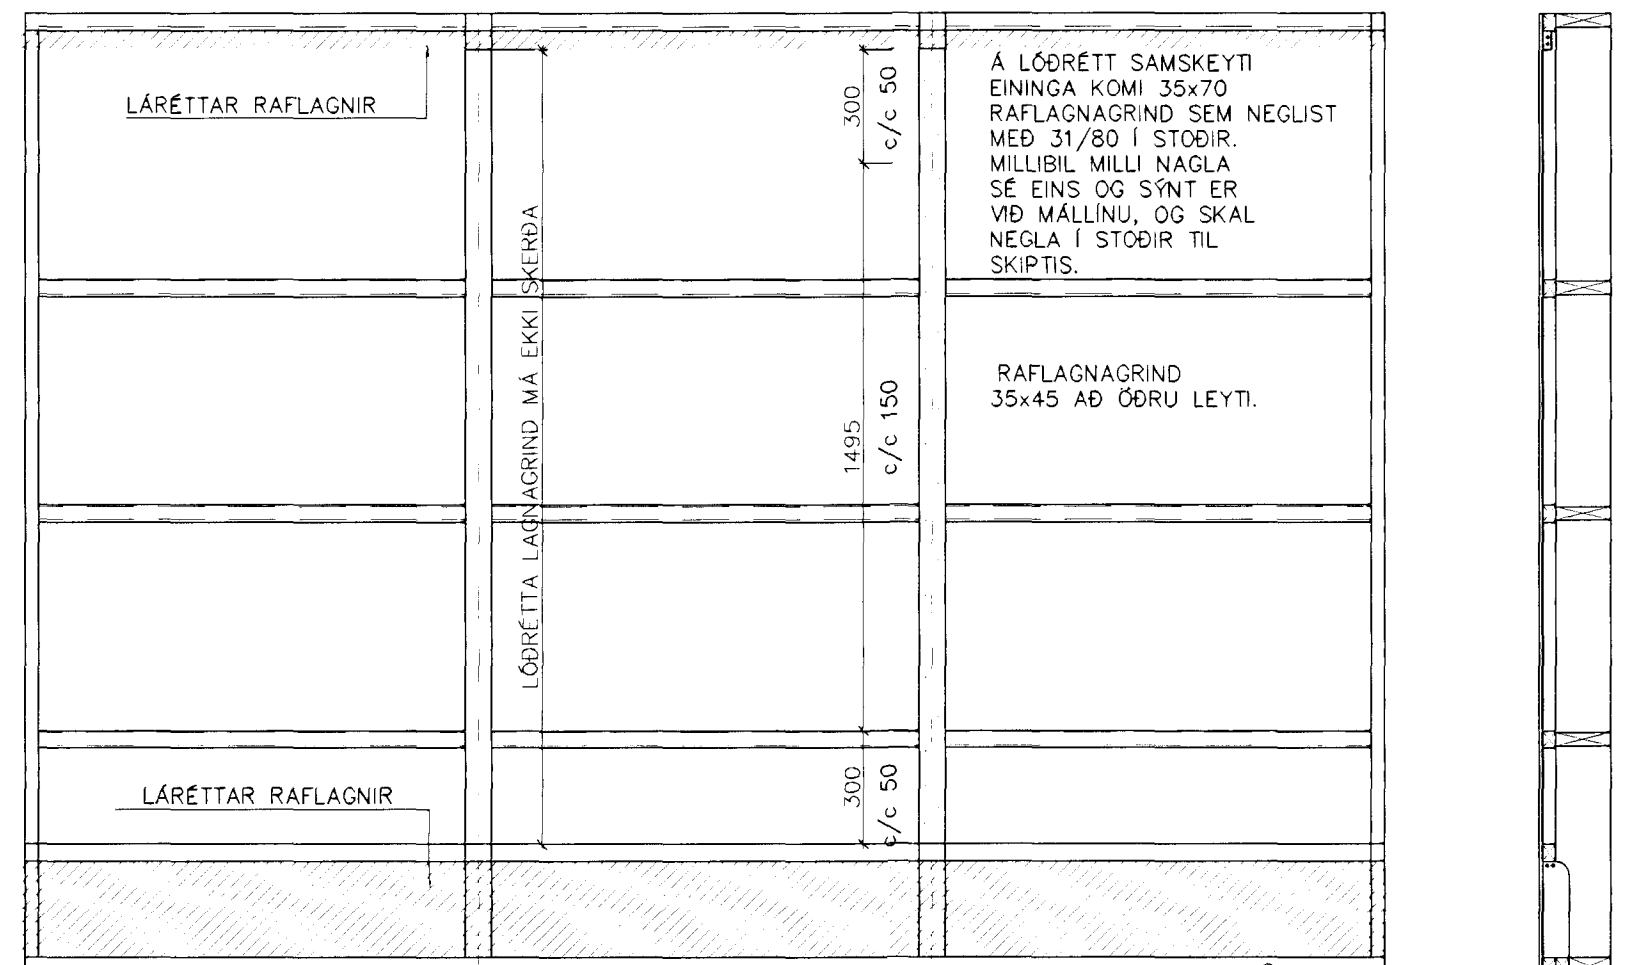 LÁRÉTTAR RAFLAGNIR
LÓÐRÉTTA LAGNAGRIND MÁ EKKI SKERÐA
300
c/c 50
1495
c/c 150
300
c/c 50
Á LÓÐRÉTT SAMSKEYTI
EININGA KOMI 35x70
RAFLAGNAGRIND SEM NEGLIST
MEÐ 31/80 Í STOÐIR.
MILLIBIL MILLI NAGLA
SÉ EINS OG SÝNT ER
VIÐ MÁLLÍNU, OG SKAL
NEGLA Í STOÐIR TIL
SKIPTIS.
RAFLAGNAGRIND
35x45 AÐ ÖÐRU LEYTI.
LÁRÉTTAR RAFLAGNIR